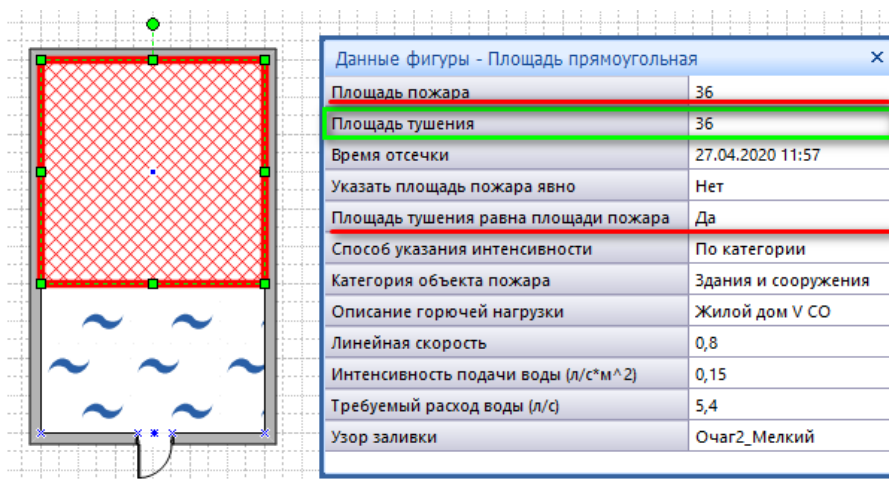 Данные фигуры - Площадь прямоугольная ×
Площадь пожара 36
Площадь тушения 36
Время отсечки 27.04.2020 11:57
Указать площадь пожара явно Нет
Площадь тушения равна площади пожара Да
Способ указания интенсивности По категории
Категория объекта пожара Здания и сооружения
Описание горючей нагрузки Жилой дом V СО
Линейная скорость 0,8
Интенсивность подачи воды (л/с*м^2) 0,15
Требуемый расход воды (л/с) 5,4
Узор заливки Очаг2_Мелкий